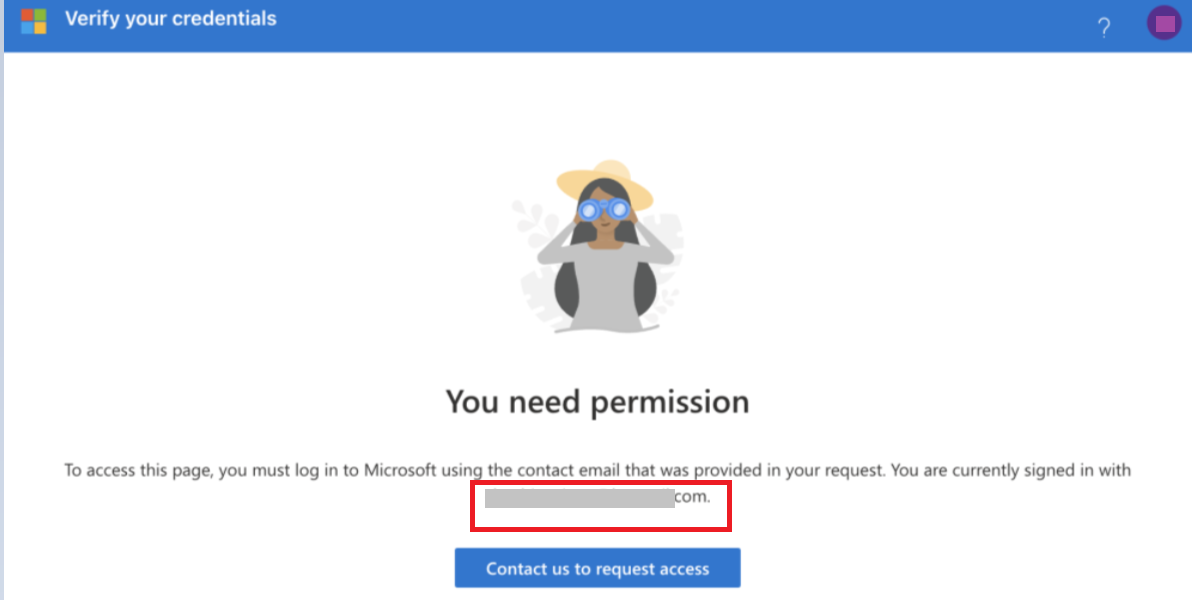 Verify your credentials
?
You need permission
To access this page, you must log in to Microsoft using the contact email that was provided in your request. You are currently signed in with
com.
Contact us to request access